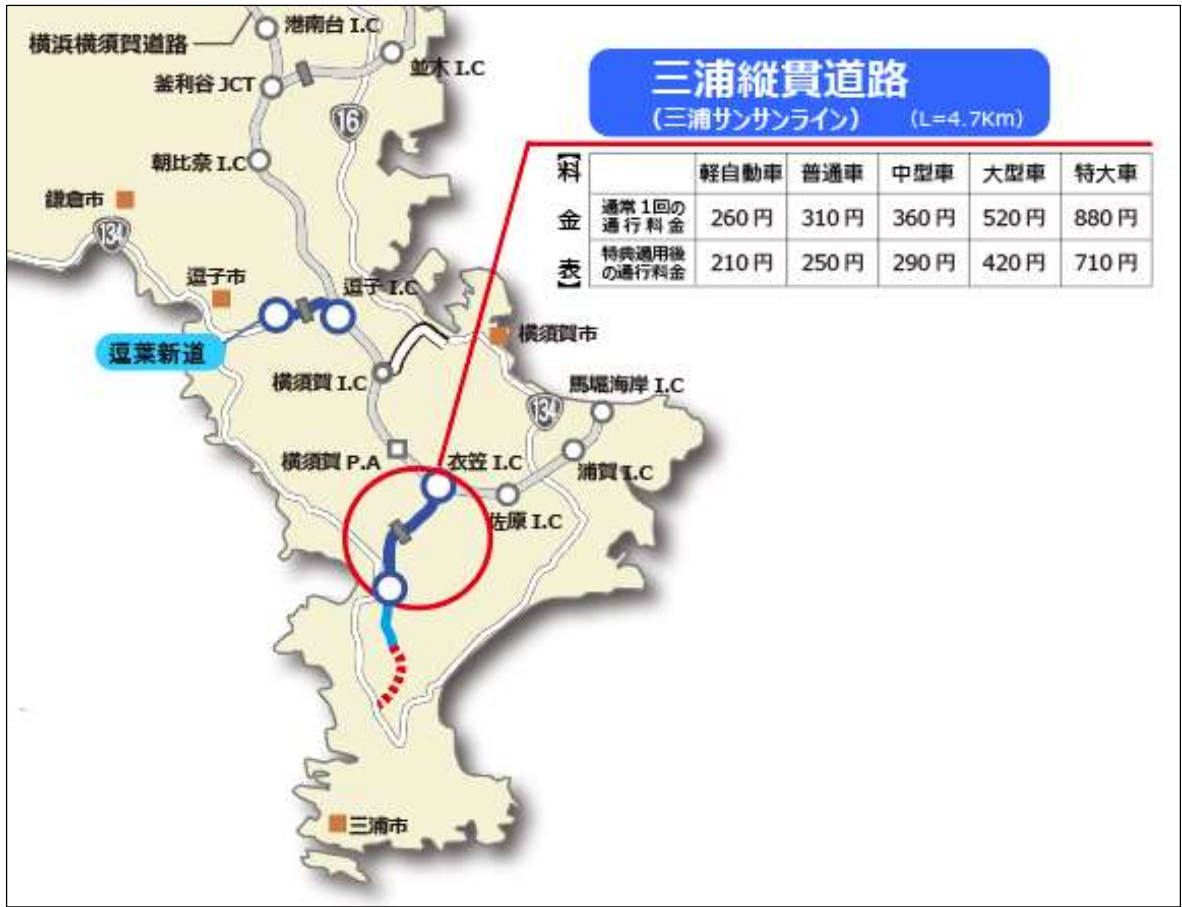 港南台 I.C
横浜横須賀道路
並木 I.C
釜利谷 JCT
16
朝比奈 I.C
鎌倉市
134
逗子市
逗子 I.C
逗葉新道
横須賀市
横須賀 I.C
馬堀海岸 I.C
134
横須賀 P.A
衣笠 I.C
浦賀 I.C
佐原 I.C
三浦市
三浦縦貫道路
(三浦サンサンライン) (L=4.7Km)
【料金表】
軽自動車 普通車 中型車 大型車 特大車
通常1回の
通行料金 260円 310円 360円 520円 880円
特典適用後
の通行料金 210円 250円 290円 420円 710円